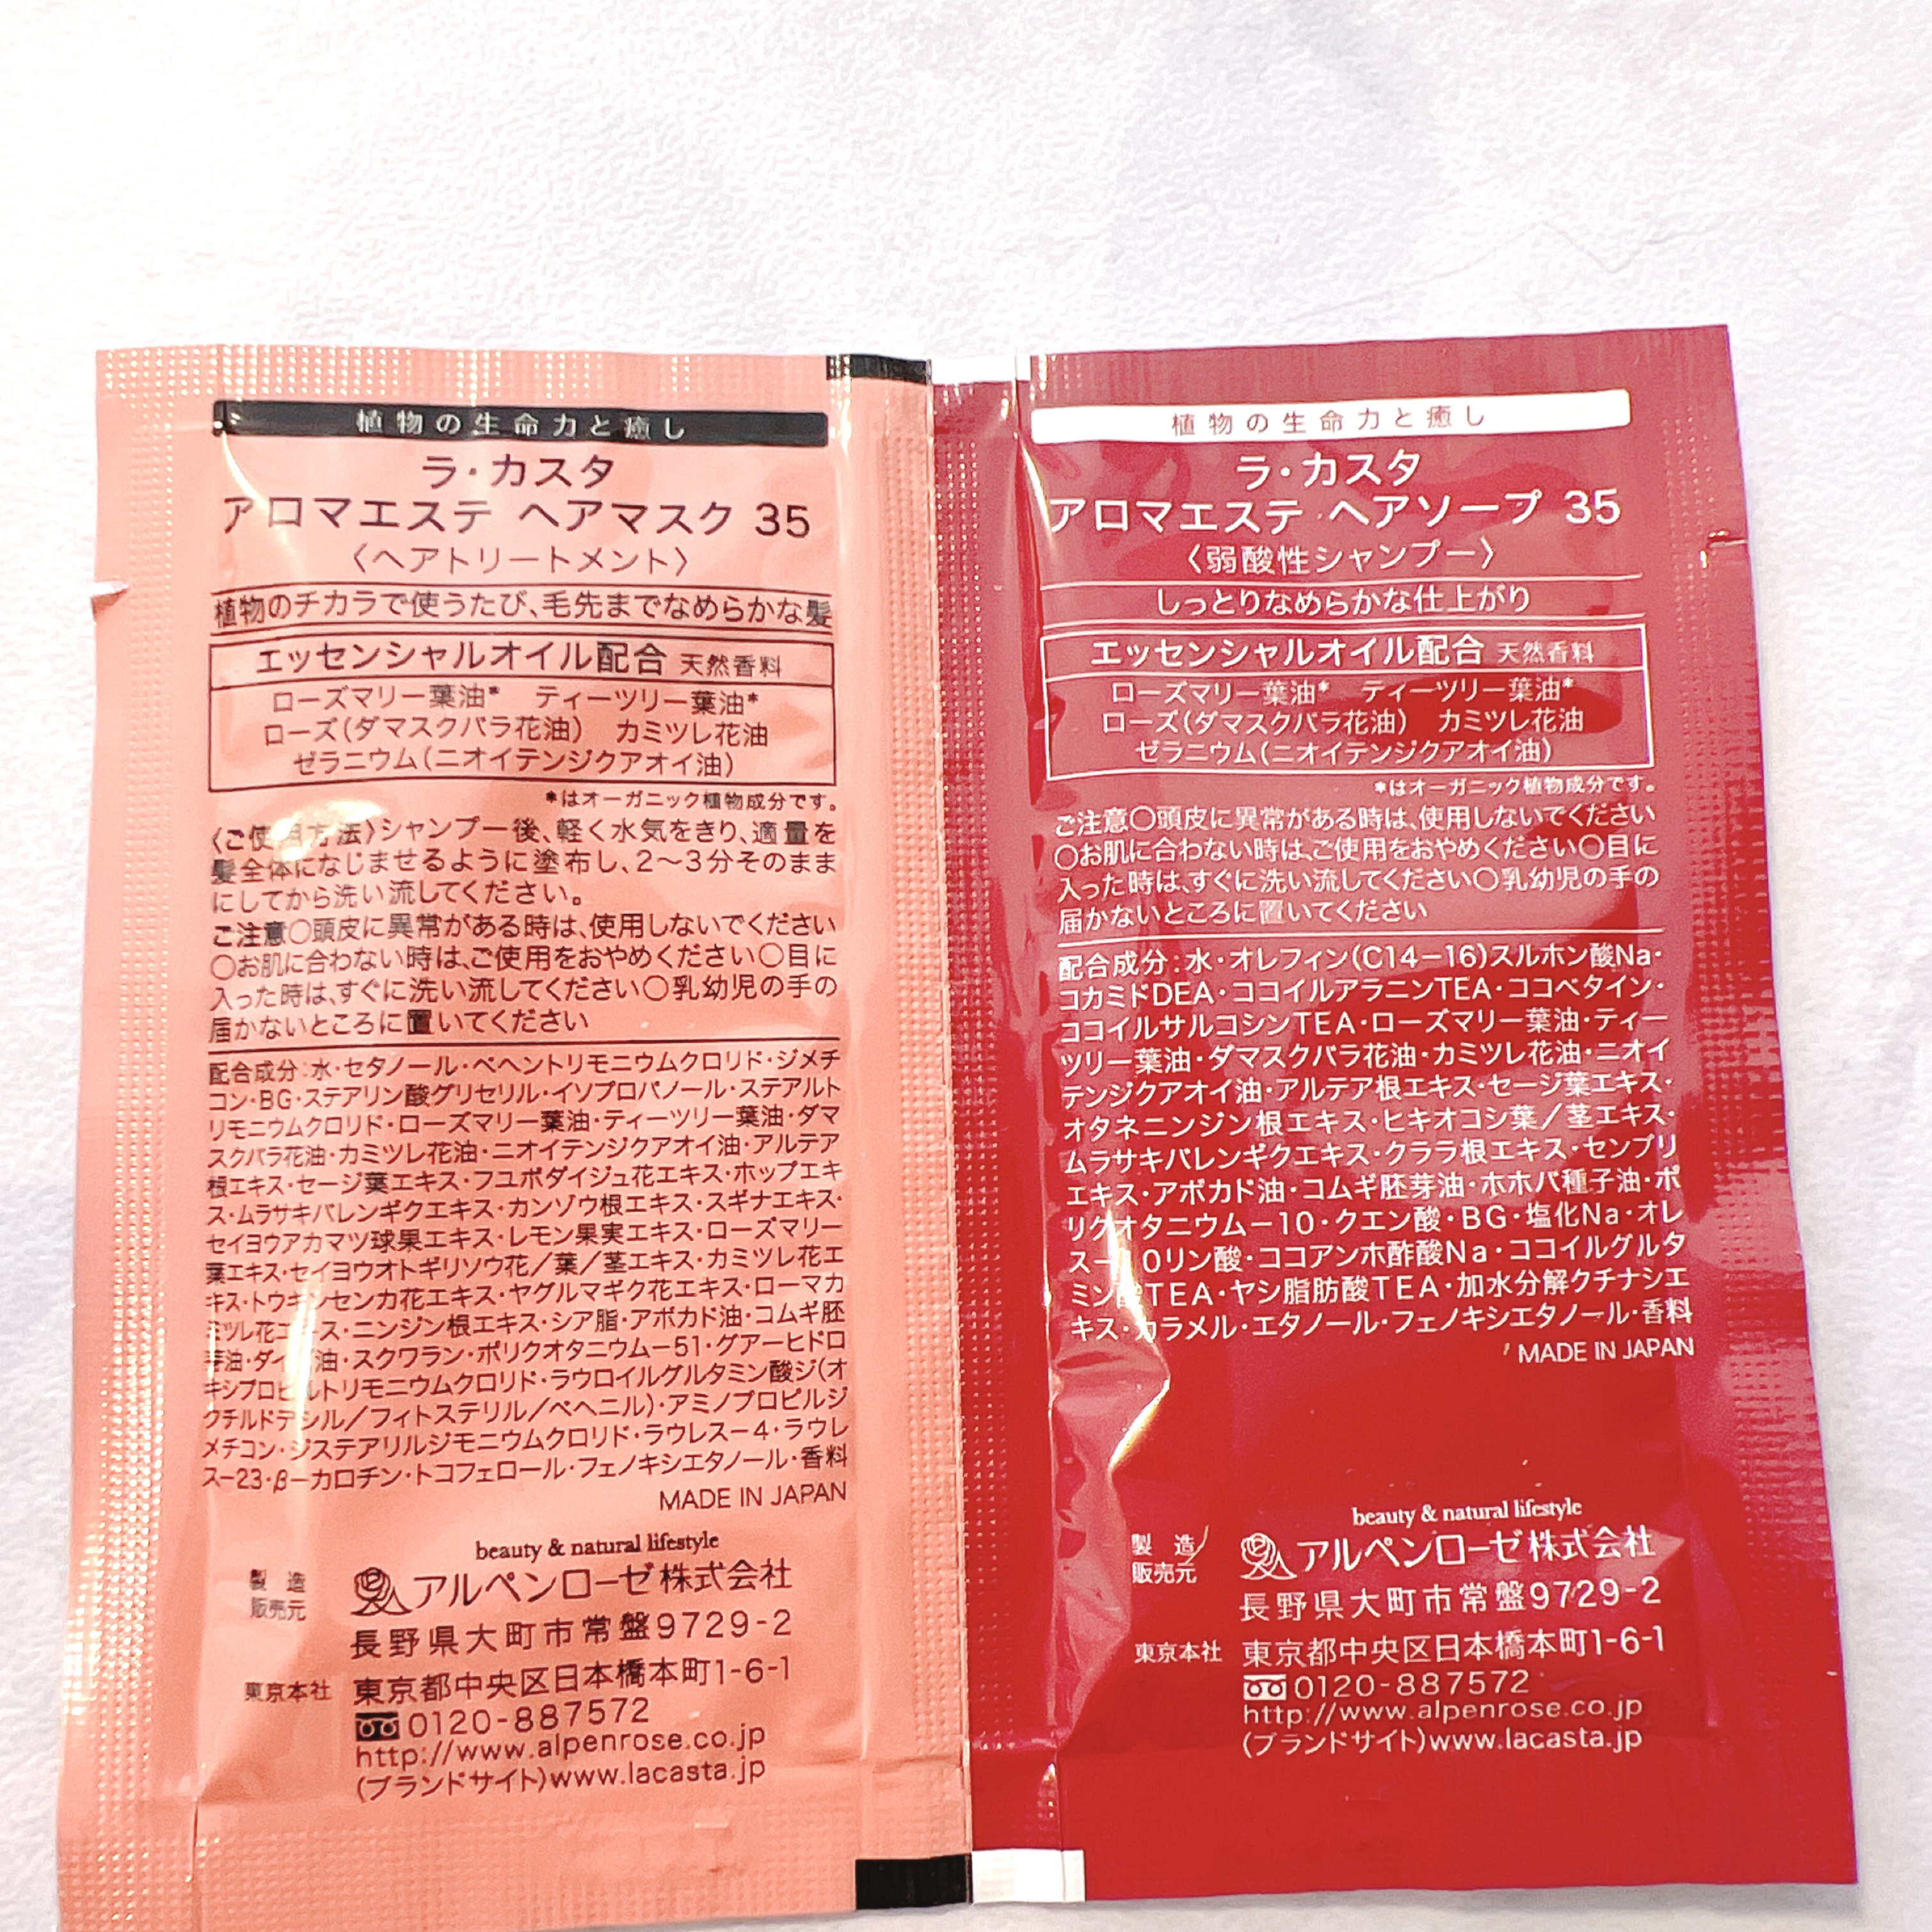 植物の生命力と癒し
ラ・カスタ
アロマエステ ヘアマスク 35
〈ヘアトリートメント〉
植物のチカラで使うたび、毛先までなめらかな髪
エッセンシャルオイル配合 天然香料
ローズマリー葉油* ティーツリー葉油*
ローズ(ダマスクバラ花油) カミツレ花油
ゼラニウム(ニオイテンジクアオイ油)
*はオーガニック植物成分です。
〈ご使用方法〉シャンプー後、軽く水気をきり、適量を
髪全体になじませるように塗布し、2〜3分そのまま
にしてから洗い流してください。
ご注意○頭皮に異常がある時は、使用しないでください
○お肌に合わない時は、ご使用をおやめください○目に
入った時は、すぐに洗い流してください○乳幼児の手の
届かないところに置いてください
配合成分:水・セタノール・ベヘントリモニウムクロリド・ジメチ
コン・BG・ステアリン酸グリセリル・イソプロパノール・ステアルト
リモニウムクロリド・ローズマリー葉油・ティーツリー葉油・ダマ
スクバラ花油・カミツレ花油・ニオイテンジクアオイ油・アルテア
根エキス・セージ葉エキス・フユボダイジュ花エキス・ホップエキ
ス・ムラサキバレンギクエキス・カンゾウ根エキス・スギナエキス・
セイヨウアカマツ球果エキス・レモン果実エキス・ローズマリー
葉エキス・セイヨウオトギリソウ花/葉/茎エキス・カミツレ花エ
キス・トウキンセンカ花エキス・ヤグルマギク花エキス・ローマカ
ミツレ花エキス・ニンジン根エキス・シア脂・アボカド油・コムギ胚
芽油・ダイズ油・スクワラン・ポリクオタニウム−51・グアーヒドロ
キシプロピルトリモニウムクロリド・ラウロイルグルタミン酸ジ(オ
クチルドデシル/フィトステリル/ベヘニル)・アミノプロピルジ
メチコン・ジステアリルジモニウムクロリド・ラウレス−4・ラウレ
ス−23・β−カロチン・トコフェロール・フェノキシエタノール・香料
MADE IN JAPAN
beauty & natural lifestyle
製造
販売元
アルペンローゼ株式会社
長野県大町市常盤9729-2
東京本社 東京都中央区日本橋本町1-6-1
0120-887572
http://www.alpenrose.co.jp
(ブランドサイト)www.lacasta.jp
植物の生命力と癒し
ラ・カスタ
アロマエステ ヘアソープ 35
〈弱酸性シャンプー〉
しっとりなめらかな仕上がり
エッセンシャルオイル配合 天然香料
ローズマリー葉油* ティーツリー葉油*
ローズ(ダマスクバラ花油) カミツレ花油
ゼラニウム(ニオイテンジクアオイ油)
*はオーガニック植物成分です。
ご注意○頭皮に異常がある時は、使用しないでください
○お肌に合わない時は、ご使用をおやめください○目に
入った時は、すぐに洗い流してください○乳幼児の手の
届かないところに置いてください
配合成分:水・オレフィン(C14−16)スルホン酸Na・
コカミドDEA・ココイルアラニンTEA・ココベタイン・
ココイルサルコシンTEA・ローズマリー葉油・ティー
ツリー葉油・ダマスクバラ花油・カミツレ花油・ニオイ
テンジクアオイ油・アルテア根エキス・セージ葉エキス・
オタネニンジン根エキス・ヒキオコシ葉/茎エキス・
ムラサキバレンギクエキス・クララ根エキス・センブリ
エキス・アボカド油・コムギ胚芽油・ホホバ種子油・ポ
リクオタニウム−10・クエン酸・BG・塩化Na・オレ
ス−10リン酸・ココアンホ酢酸Na・ココイルグルタ
ミン酸TEA・ヤシ脂肪酸TEA・加水分解クチナシエ
キス・カラメル・エタノール・フェノキシエタノール・香料
MADE IN JAPAN
beauty & natural lifestyle
製造
販売元
アルペンローゼ株式会社
長野県大町市常盤9729-2
東京本社 東京都中央区日本橋本町1-6-1
0120-887572
http://www.alpenrose.co.jp
(ブランドサイト)www.lacasta.jp